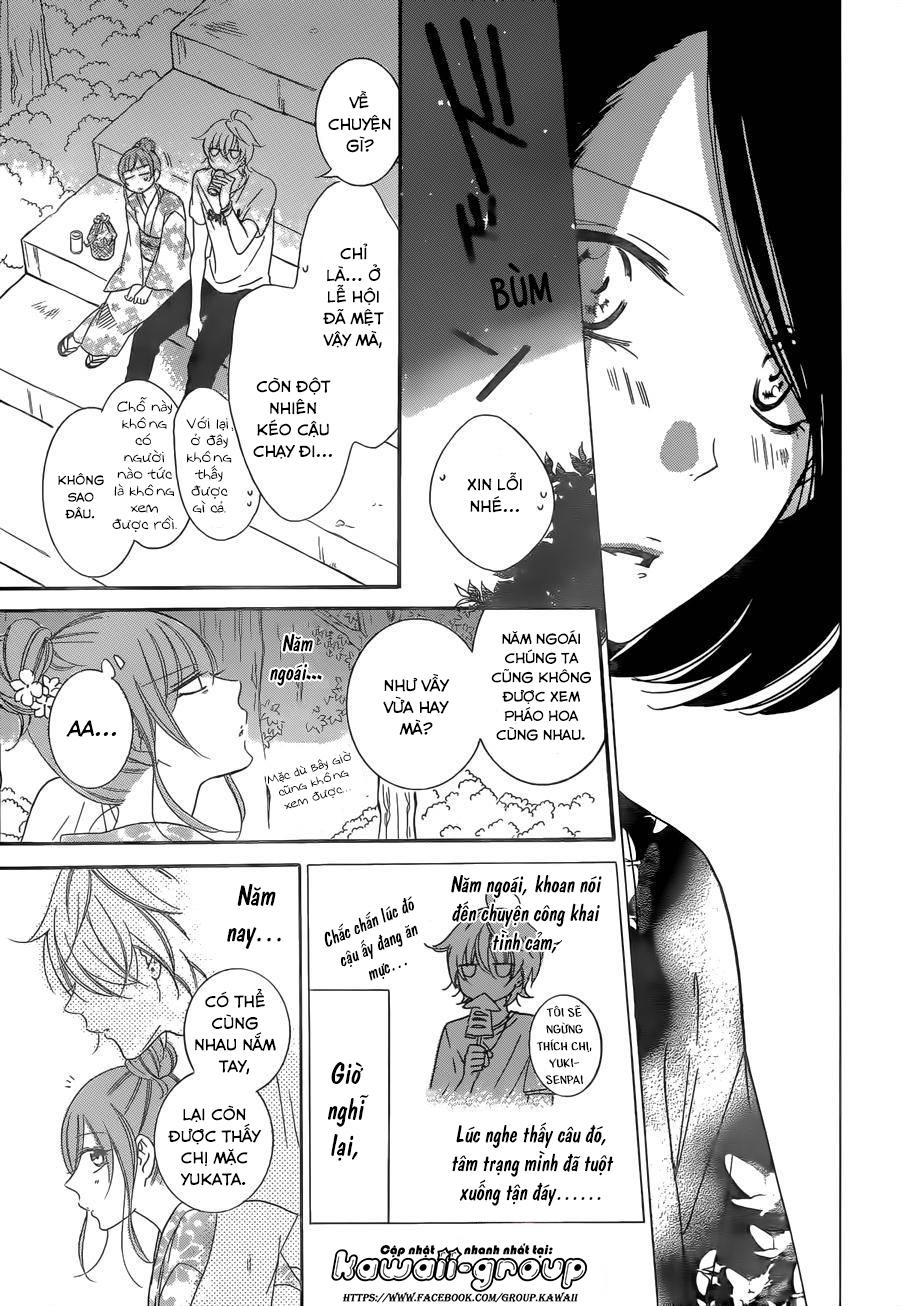 BÙM
XIN LỖI
NHÉ...
VỀ
CHUYỆN
GÌ?
CHỈ
LÀ... Ở
LỄ HỘI
ĐÃ MỆT
VẬY MÀ,
CÒN ĐỘT
NHIÊN
KÉO CẬU
CHẠY ĐI...
Với lại,
ở đây
không
thấy
được
gì cả.
Chỗ này
không
có
người
nào tức
là không
xem
được rồi.
KHÔNG
SAO
ĐÂU.
NĂM NGOÁI
CHÚNG TA
CŨNG KHÔNG
ĐƯỢC XEM
PHÁO HOA
CÙNG NHAU.
NHƯ VẦY
VỪA HAY
MÀ?
Mặc dù bây giờ
cũng không
xem được...
Năm
ngoái...
AA...
Năm ngoái, khoan nói
đến chuyện công khai
tình cảm,
Chắc chắn lúc đó
cậu ấy đang ăn
mực...
TÔI SẼ
NGỪNG
THÍCH CHỊ,
YUKI-
SENPAI
Lúc nghe thấy câu đó,
tâm trạng mình đã tuột
xuống tận đáy......
Giờ
nghĩ
lại,
Năm
nay...
CÓ THỂ
CÙNG
NHAU NẮM
TAY,
LẠI CÒN
ĐƯỢC THẤY
CHỊ MẶC
YUKATA.
Cập nhật nhanh nhất tại:
Kawaii-group
HTTPS://WWW.FACEBOOK.COM/GROUP.KAWAII